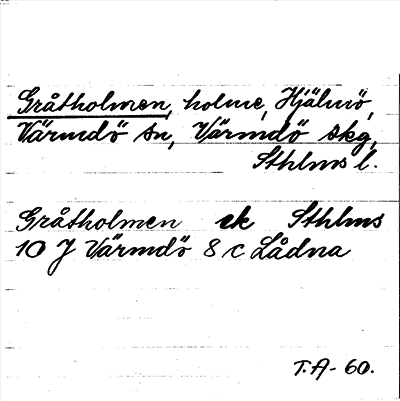 Gråtholmen, holme, Hjälmö,
Värmdö sn, Värmdö skg,
Sthlms l.
Gråtholmen ek Sthlms
10 J Värmdö 8 c Lådna
T.A - 60.